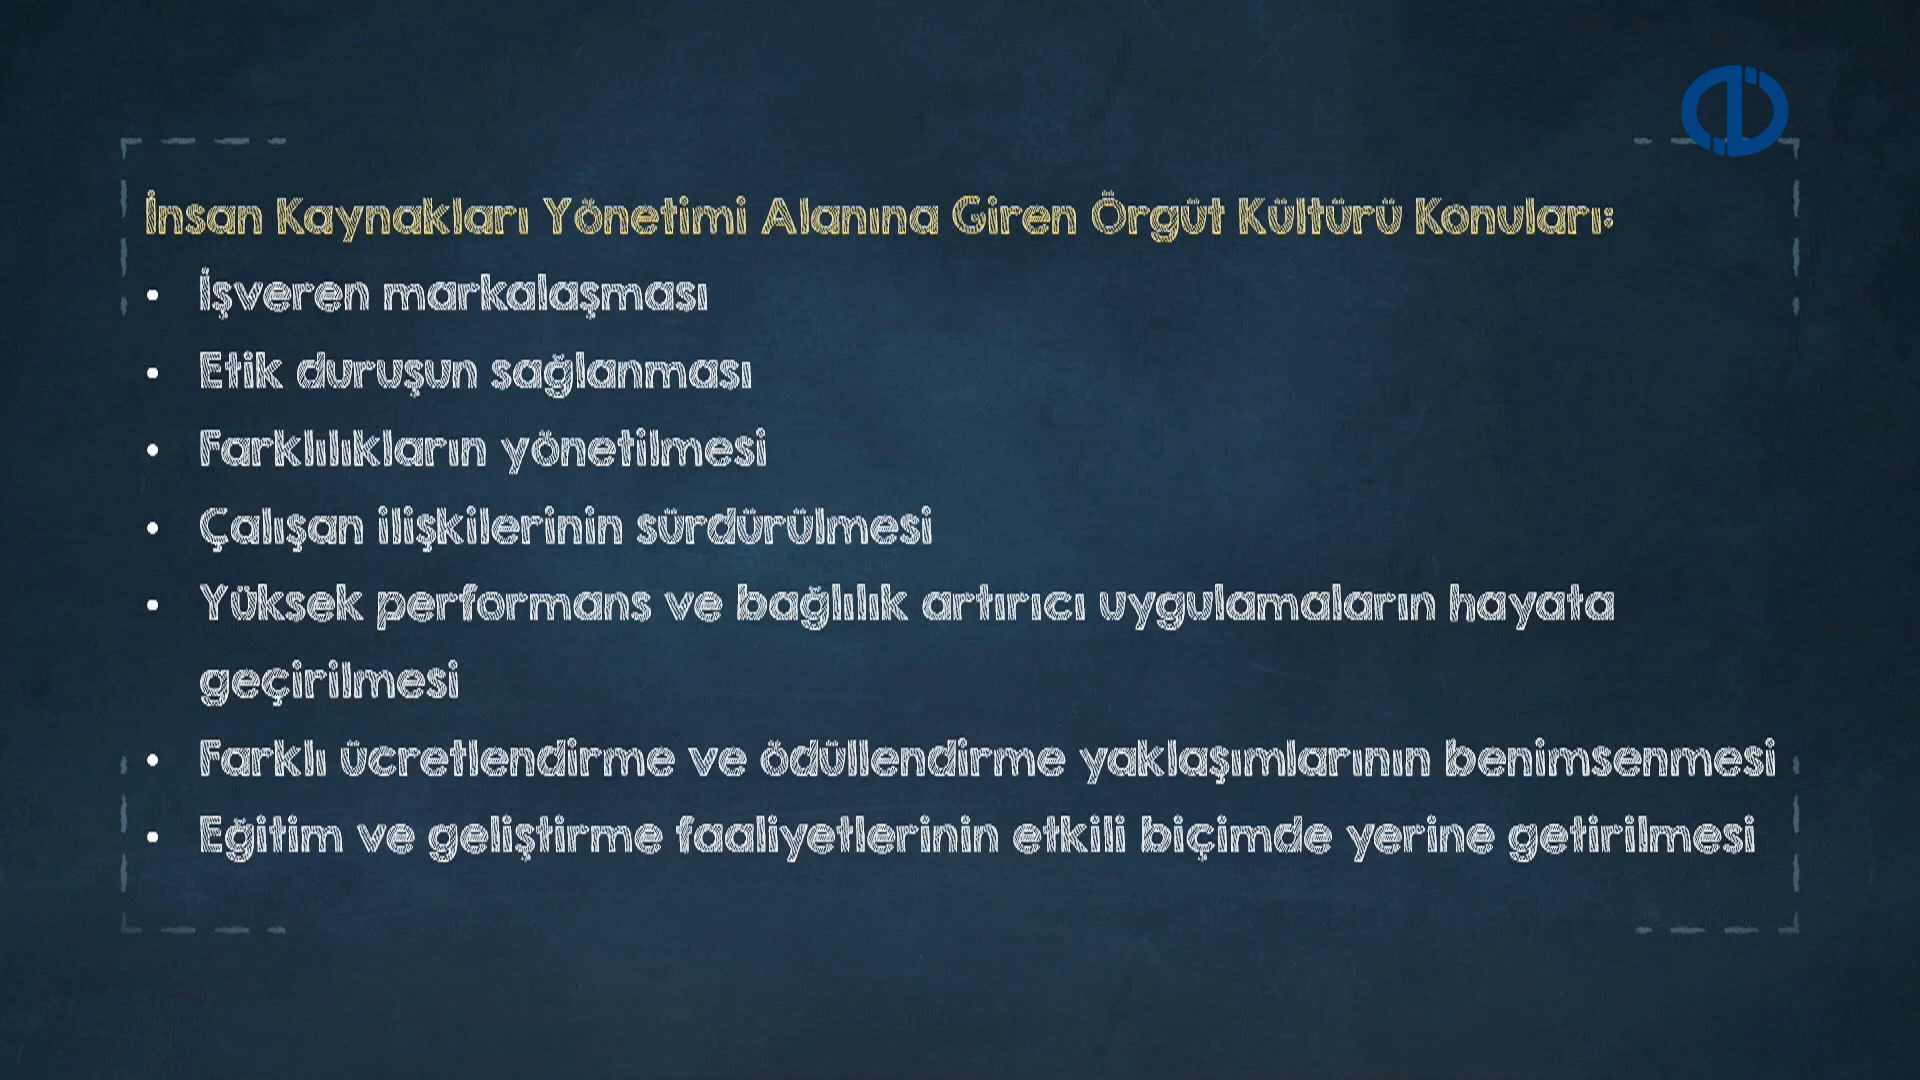 İnsan Kaynakları Yönetimi Alanına Giren Örgüt Kültürü Konuları:
• İşveren markalaşması
• Etik duruşun sağlanması
• Farklılıkların yönetilmesi
• Çalışan ilişkilerinin sürdürülmesi
• Yüksek performans ve bağlılık artırıcı uygulamaların hayata
geçirilmesi
• Farklı ücretlendirme ve ödüllendirme yaklaşımlarının benimsenmesi
• Eğitim ve geliştirme faaliyetlerinin etkili biçimde yerine getirilmesi